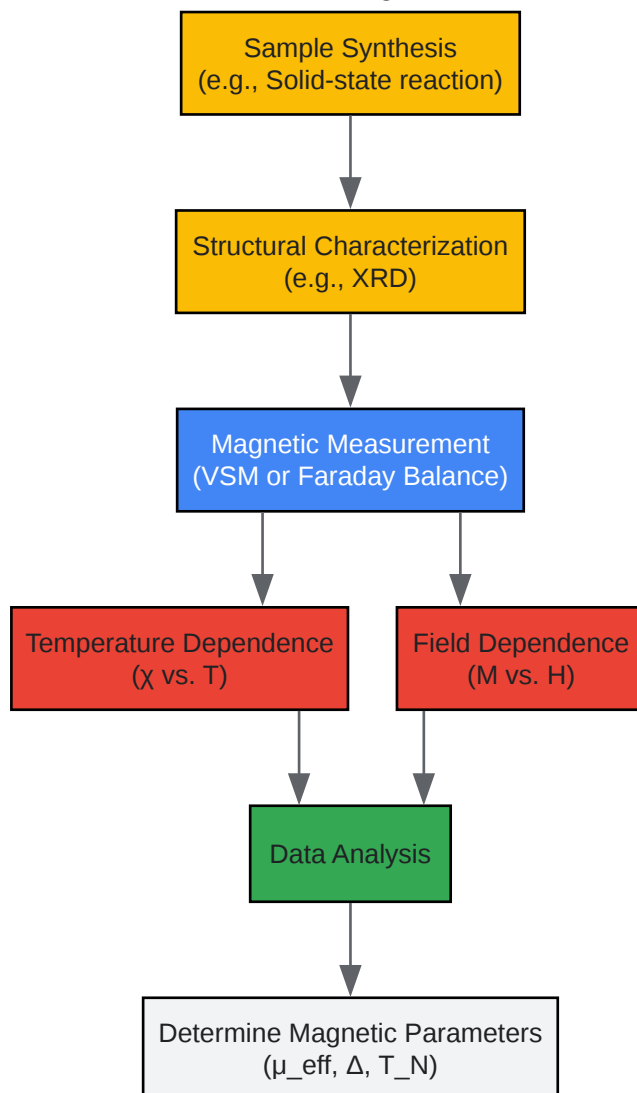 Sample Synthesis
(e.g., Solid-state reaction)
Structural Characterization
(e.g., XRD)
Magnetic Measurement
(VSM or Faraday Balance)
Temperature Dependence
(χ vs. T)
Field Dependence
(M vs. H)
Data Analysis
Determine Magnetic Parameters
(μ_eff, Δ, T_N)